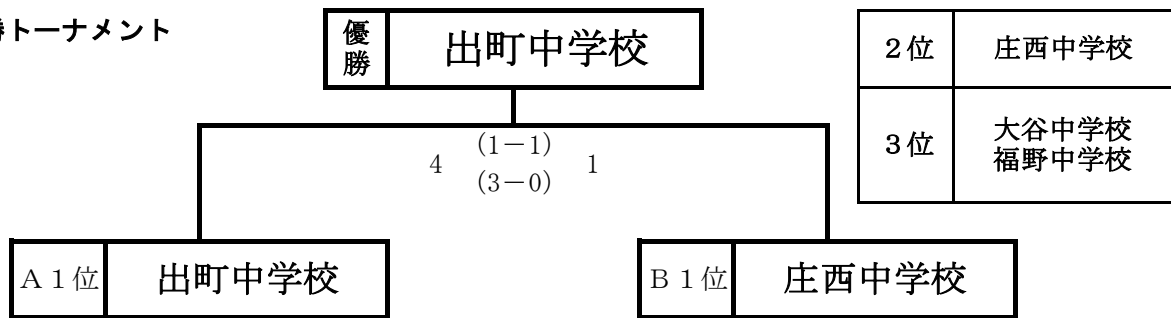 勝トーナメント
優勝
出町中学校
2位
庄西中学校
3位
大谷中学校
福野中学校
4
(1-1)
(3-0)
1
A1位
出町中学校
B1位
庄西中学校